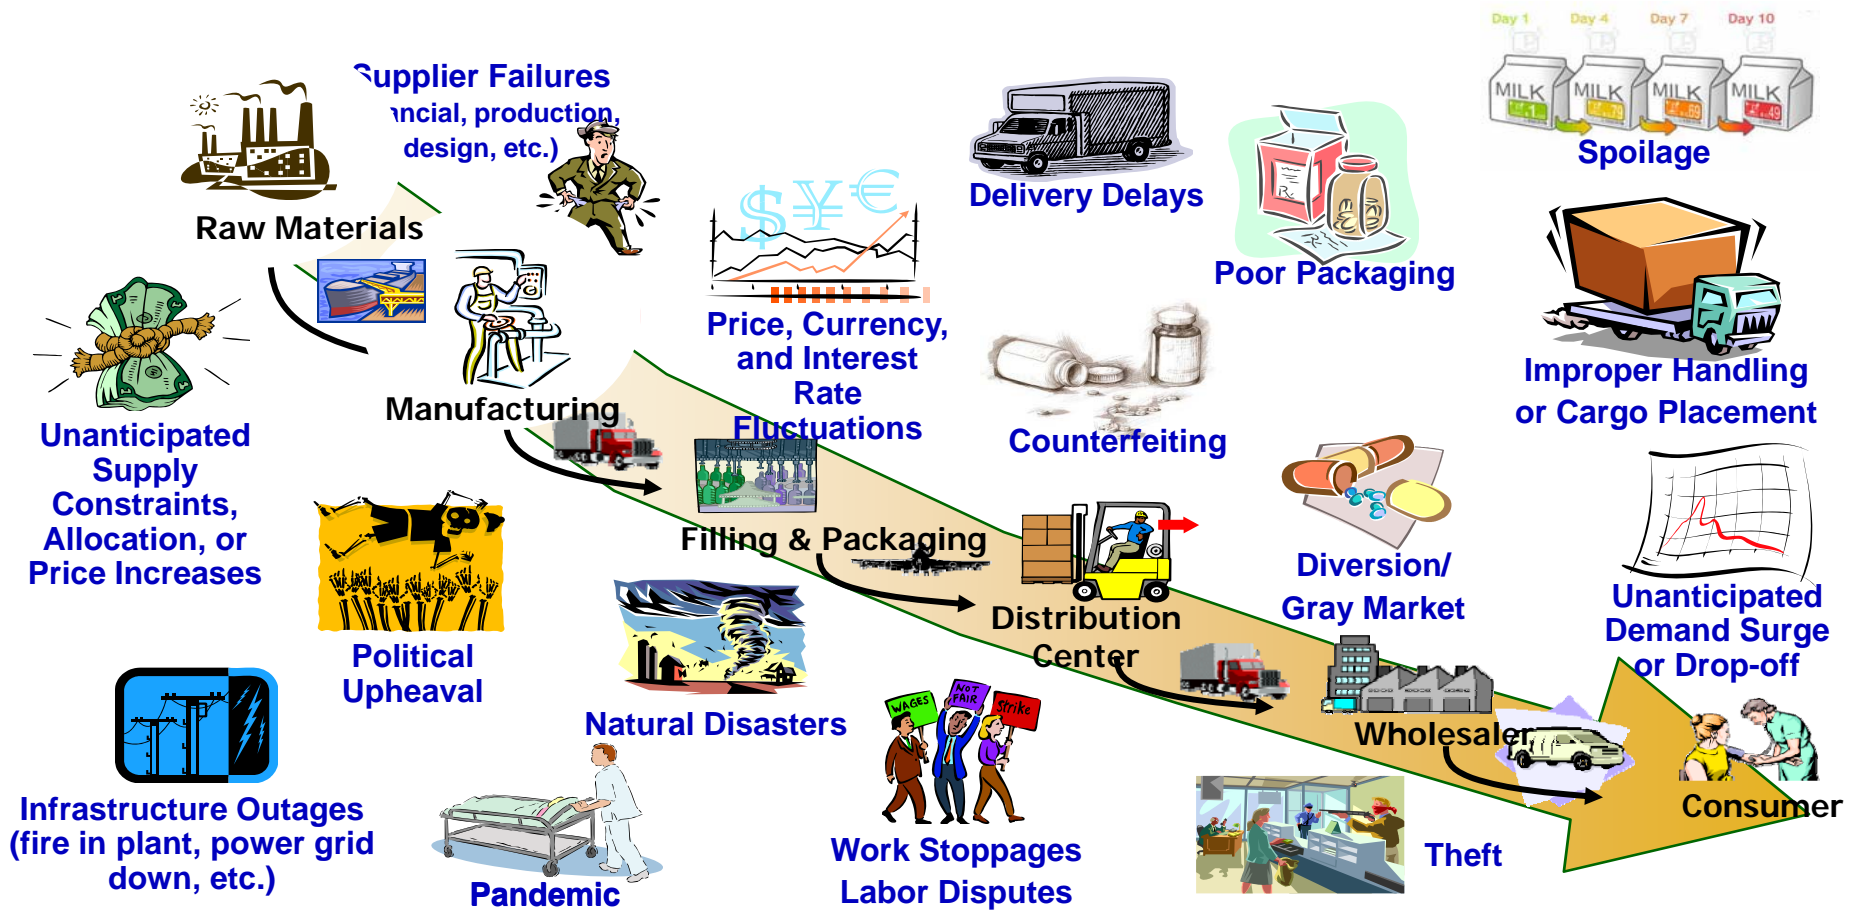 Day 1 Day 4 Day 7 Day 10
MILK MILK MILK MILK
79 69 49
Spoilage
Supplier Failures
ancial, production,
design, etc.)
Raw Materials
Delivery Delays
Poor Packaging
$ ¥ €
Price, Currency,
and Interest
Rate
Fluctuations
Improper Handling
or Cargo Placement
Manufacturing
Counterfeiting
Unanticipated
Supply
Constraints,
Allocation, or
Price Increases
Filling & Packaging
Diversion/
Gray Market
Unanticipated
Demand Surge
or Drop-off
Distribution
Center
Political
Upheaval
Natural Disasters
WAGES
NOT
FAIR
Strike
Wholesaler
Consumer
Infrastructure Outages
(fire in plant, power grid
down, etc.)
Pandemic
Work Stoppages
Labor Disputes
Theft